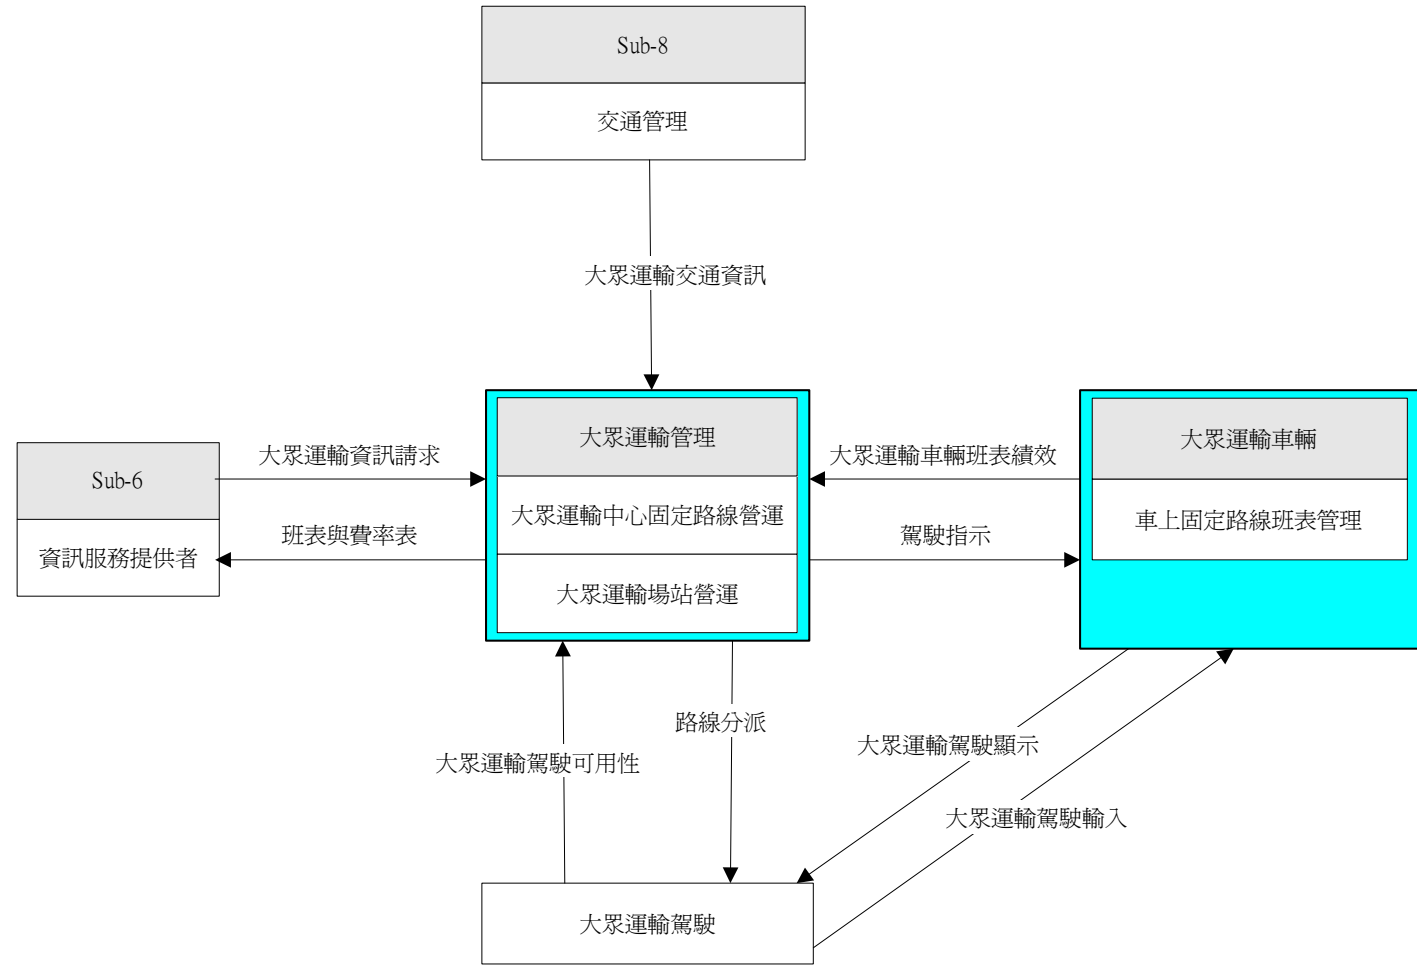 Sub-8
交通管理
大眾運輸交通資訊
大眾運輸管理
大眾運輸車輛
大眾運輸資訊請求
大眾運輸車輛班表績效
Sub-6
大眾運輸中心固定路線營運
車上固定路線班表管理
班表與費率表
駕駛指示
資訊服務提供者
大眾運輸場站營運
路線分派
大眾運輸駕駛顯示
大眾運輸駕駛可用性
大眾運輸駕駛輸入
大眾運輸駕駛